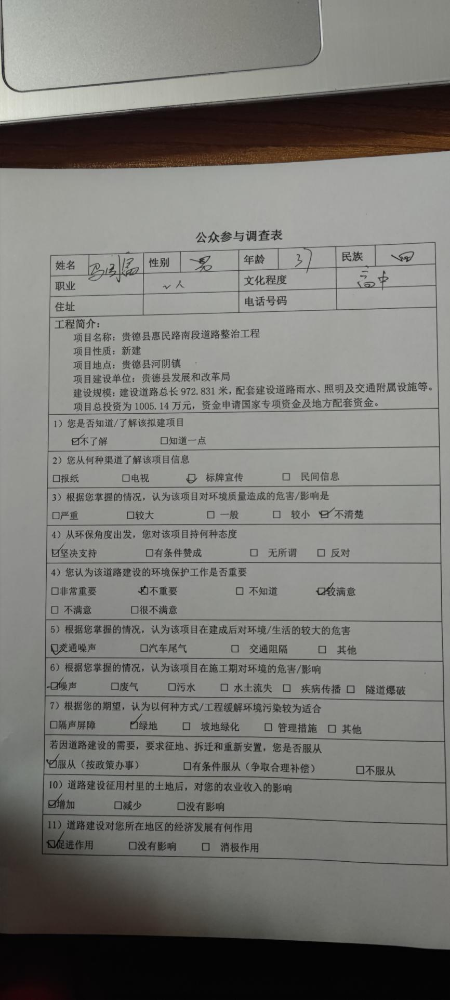 公众参与调查表
姓名 马 性别 男 年龄 37 民族 回
职业 工人 文化程度 高中
住址 电话号码
工程简介：
项目名称：贵德县惠民路南段道路整治工程
项目性质：新建
项目地点：贵德县河阴镇
项目建设单位：贵德县发展和改革局
建设规模：建设道路总长 972.831 米，配套建设道路雨水、照明及交通附属设施等。
项目总投资为 1005.14 万元，资金申请国家专项资金及地方配套资金。
1）您是否知道/了解该拟建项目
☑不了解 □知道一点
2）您从何种渠道了解该项目信息
□报纸 □电视 ☑ 标牌宣传 □ 民间信息
3）根据您掌握的情况，认为该项目对环境质量造成的危害/影响是
□严重 □较大 □ 一般 □ 较小 ☑ 不清楚
4）从环保角度出发，您对该项目持何种态度
☑坚决支持 □有条件赞成 □ 无所谓 □ 反对
4）您认为该道路建设的环境保护工作是否重要
□非常重要 ☑不重要 □ 不知道 ☑较满意
□ 不满意 □很不满意
5）根据您掌握的情况，认为该项目在建成后对环境/生活的较大的危害
☑交通噪声 □汽车尾气 □ 交通阻隔 □ 其他
6）根据您掌握的情况，认为该项目在施工期对环境的危害/影响
☑噪声 □废气 □污水 □ 水土流失 □ 疾病传播 □ 隧道爆破
7）根据您的期望，认为以何种方式/工程缓解环境污染较为适合
□隔声屏障 ☑绿地 □ 坡地绿化 □ 管理措施 □ 其他
若因道路建设的需要，要求征地、拆迁和重新安置，您是否服从
☑服从（按政策办事） □有条件服从（争取合理补偿） □不服从
10）道路建设征用村里的土地后，对您的农业收入的影响
☑增加 □减少 □没有影响
11）道路建设对您所在地区的经济发展有何作用
☑促进作用 □没有影响 □ 消极作用